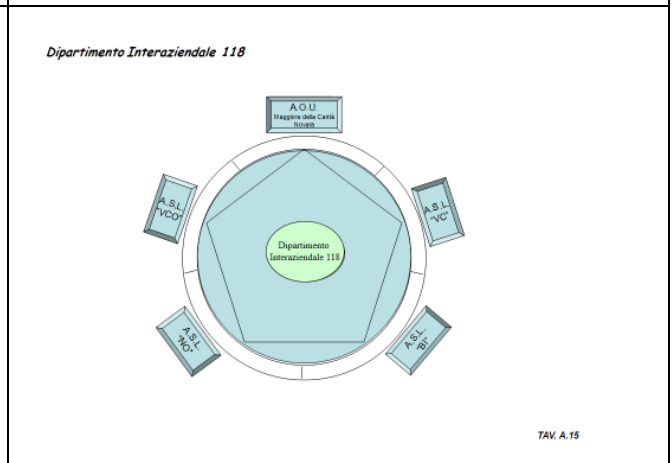 Dipartimento Interaziendale 118
A.O.U.
Maggiore della Carità
Novara
A.S.L.
"VCO"
A.S.L.
"VC"
Dipartimento
Interaziendale 118
A.S.L.
"NO"
A.S.L.
"BI"
TAV. A.15